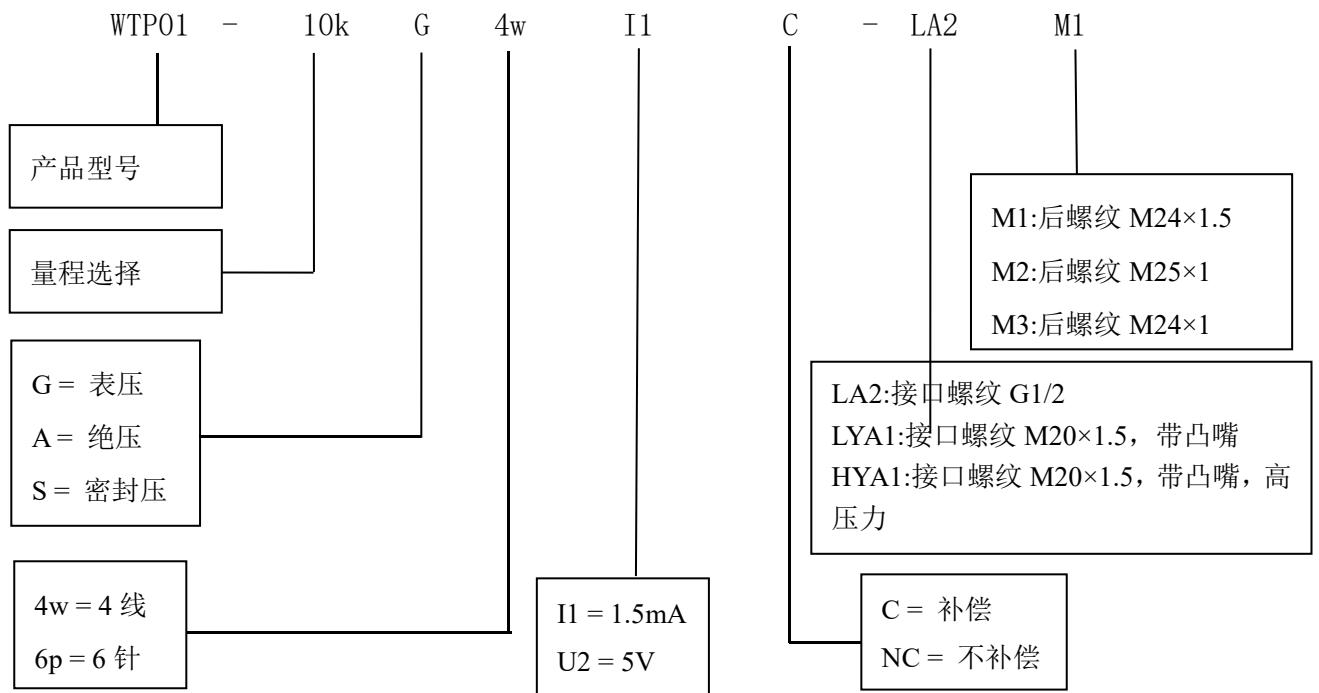 WTP01 - 10k G 4w I1 C - LA2 M1
产品型号
量程选择
G = 表压
A = 绝压
S = 密封压
4w = 4 线
6p = 6 针
I1 = 1.5mA
U2 = 5V
C = 补偿
NC = 不补偿
LA2:接口螺纹 G1/2
LYA1:接口螺纹 M20×1.5，带凸嘴
HYA1:接口螺纹 M20×1.5，带凸嘴，高
压力
M1:后螺纹 M24×1.5
M2:后螺纹 M25×1
M3:后螺纹 M24×1